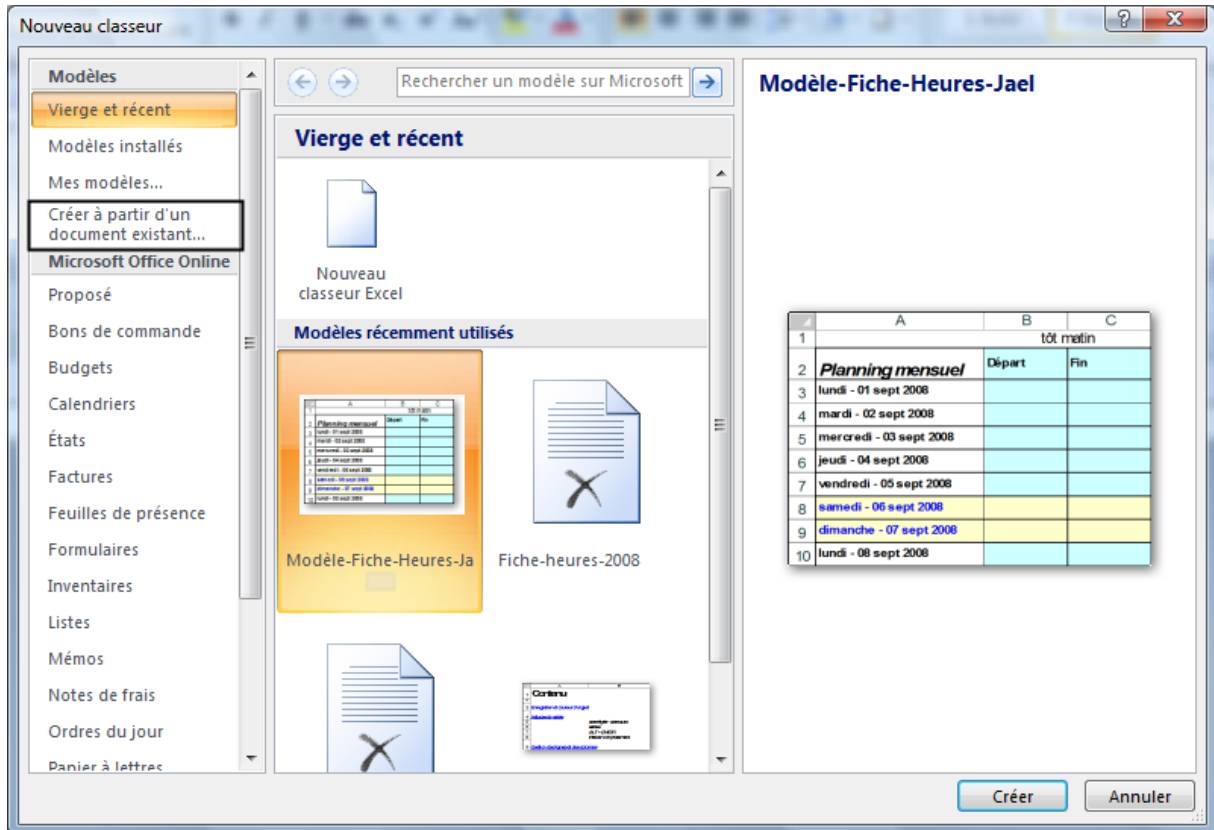 Nouveau classeur
Modèles
Vierge et récent
Modèles installés
Mes modèles...
Créer à partir d'un
document existant...
Microsoft Office Online
Proposé
Bons de commande
Budgets
Calendriers
États
Factures
Feuilles de présence
Formulaires
Inventaires
Listes
Mémos
Notes de frais
Ordres du jour
Panier à lettres
Rechercher un modèle sur Microsoft
Vierge et récent
Nouveau
classeur Excel
Modèles récemment utilisés
Modèle-Fiche-Heures-Ja
Fiche-heures-2008
Contenu
Modèle-Fiche-Heures-Jael
A B C
1 tôt matin
2 Planning mensuel Départ Fin
3 lundi - 01 sept 2008
4 mardi - 02 sept 2008
5 mercredi - 03 sept 2008
6 jeudi - 04 sept 2008
7 vendredi - 05 sept 2008
8 samedi - 06 sept 2008
9 dimanche - 07 sept 2008
10 lundi - 08 sept 2008
Créer
Annuler